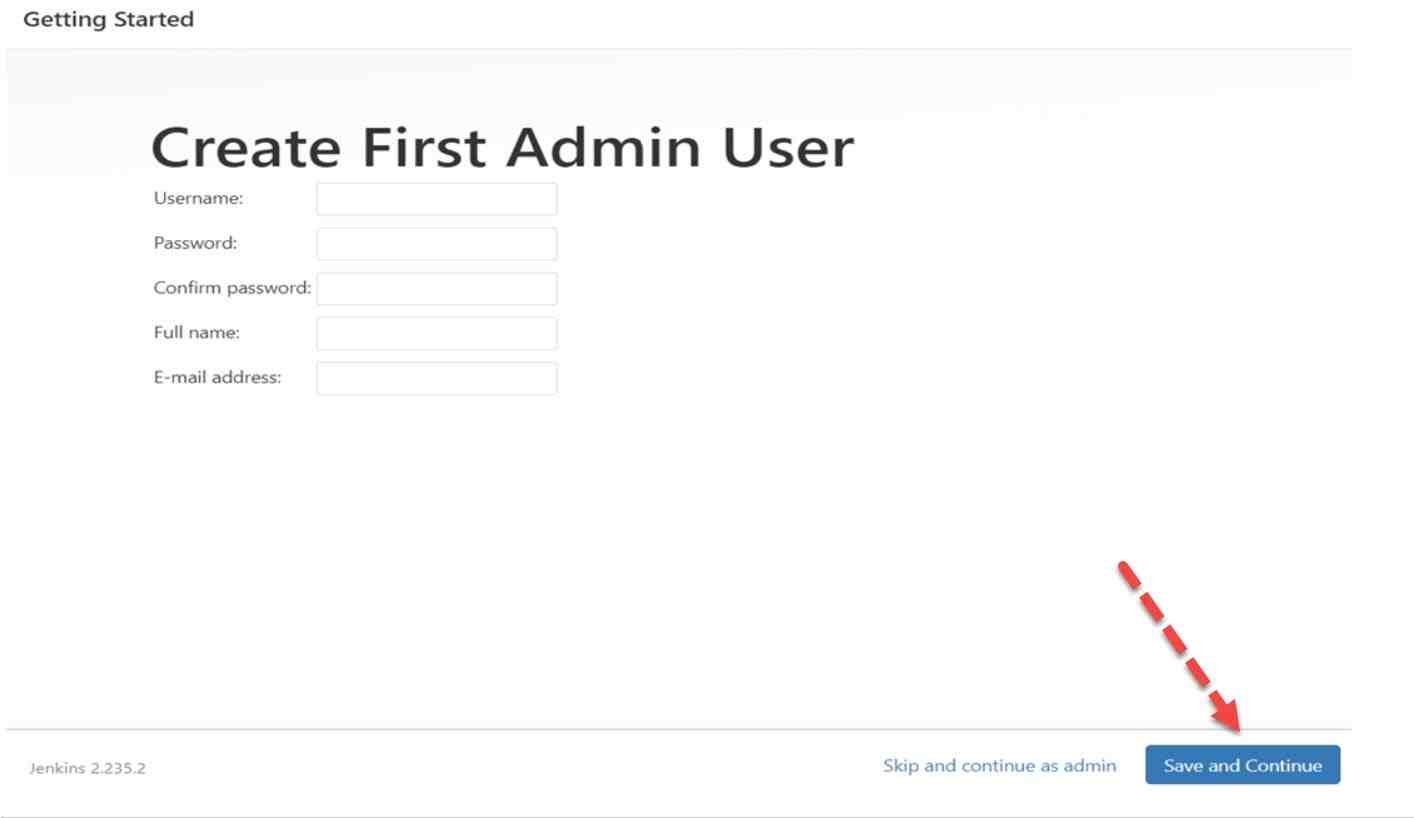 Getting Started
Create First Admin User
Username:
Password:
Confirm password:
Full name:
E-mail address:
Jenkins 2.235.2
Skip and continue as admin
Save and Continue